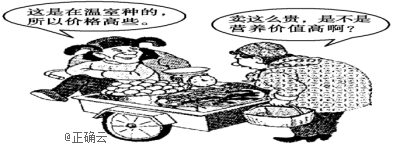 这是在温室种的,
所以价格高些。
卖这么贵，是不是
营养价值高啊?
@正确云